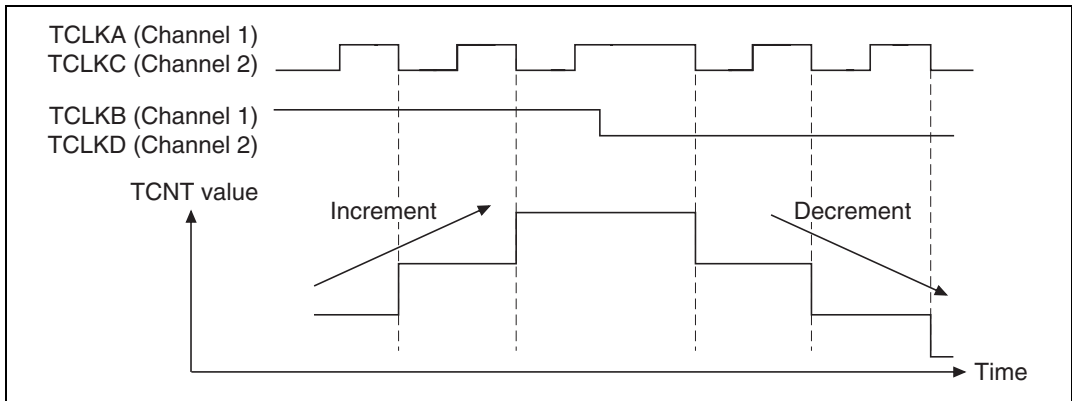 TCLKA (Channel 1)
TCLKC (Channel 2)
TCLKB (Channel 1)
TCLKD (Channel 2)
TCNT value
Increment
Decrement
Time